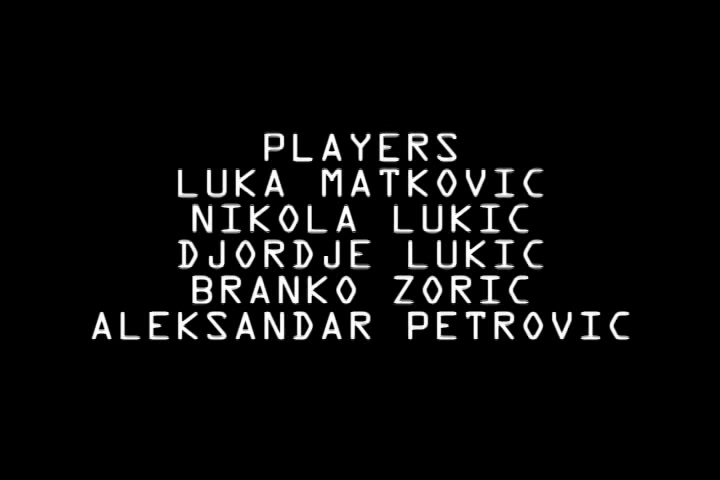 PLAYERS
LUKA MATKOVIC
NIKOLA LUKIC
DJORDJE LUKIC
BRANKO ZORIC
ALEKSANDAR PETROVIC